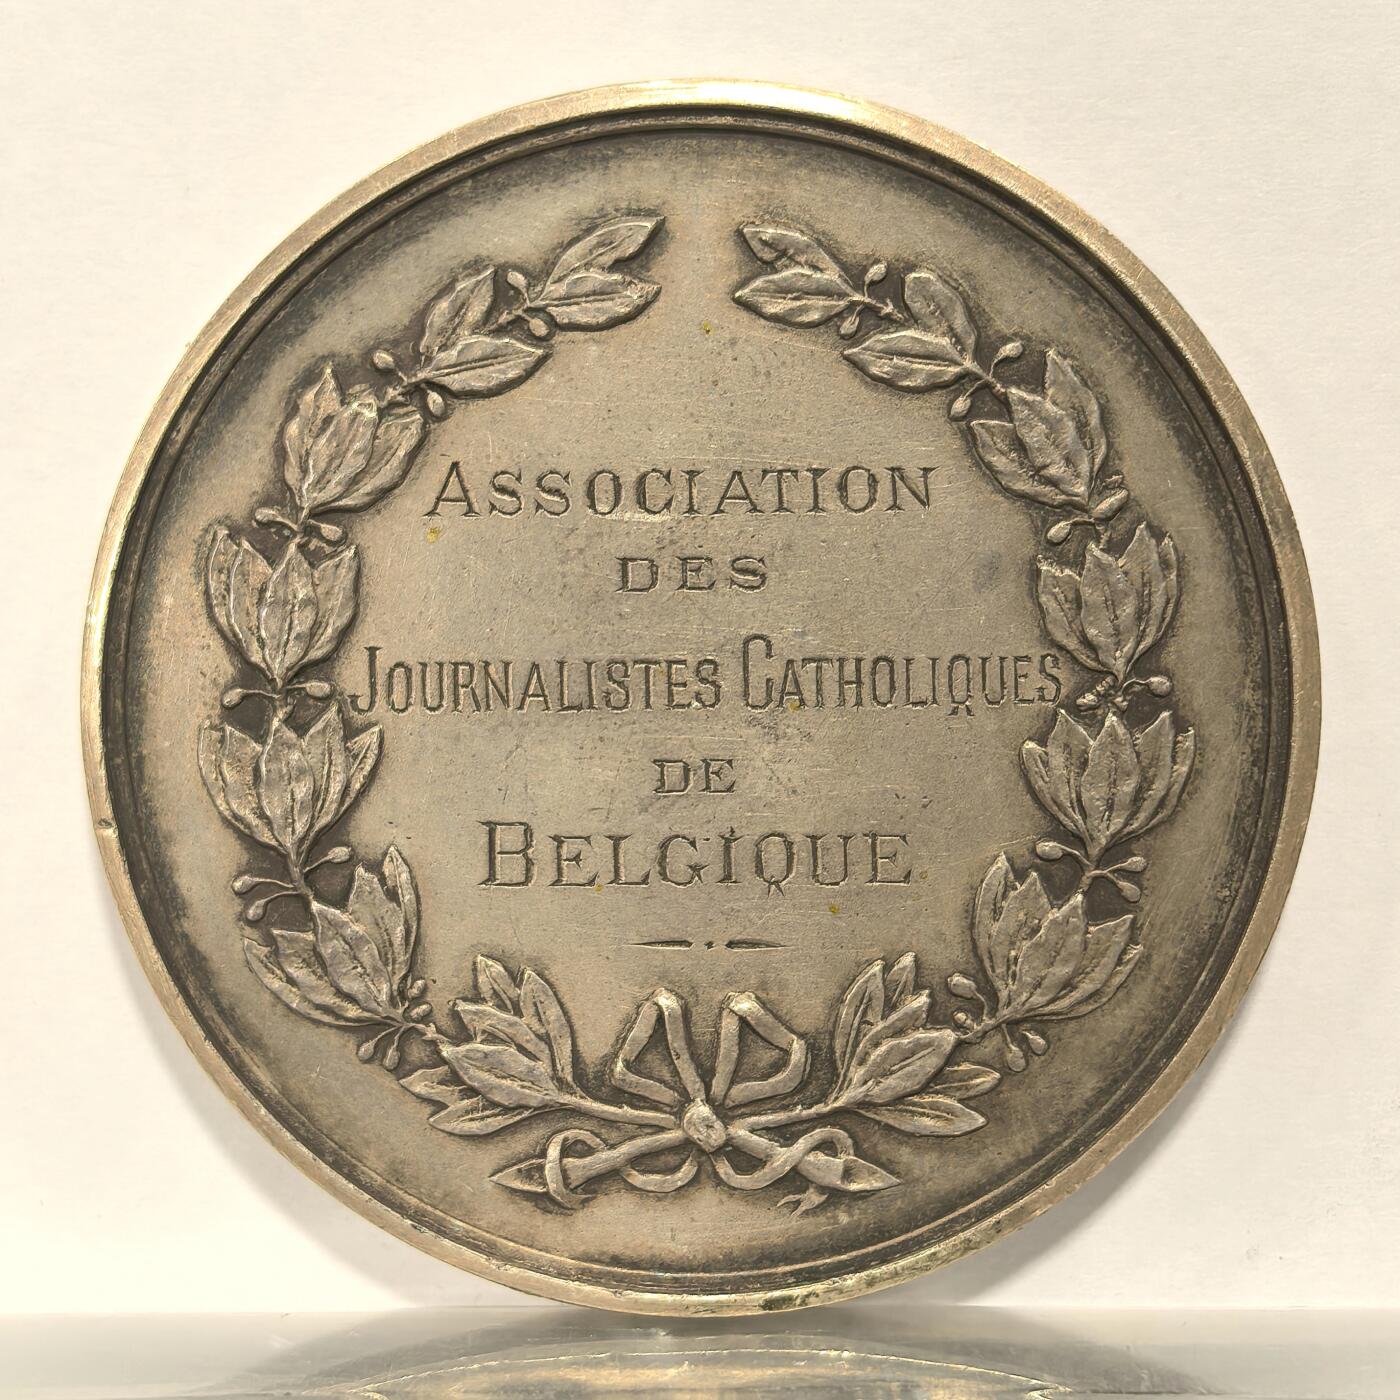 ASSOCIATION
DES
JOURNALISTES CATHOLIQUES
DE
BELGIQUE